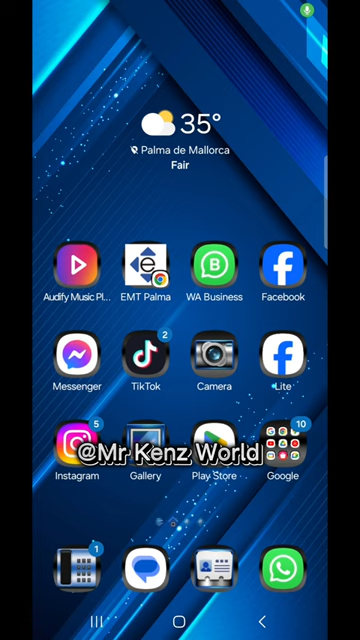 35°
Palma de Mallorca
Fair
Audify Music Pl...
EMT Palma
WA Business
Facebook
Messenger
2
TikTok
Camera
Lite
5
10
@Mr Kenz World
Instagram
Gallery
Play Store
Google
1